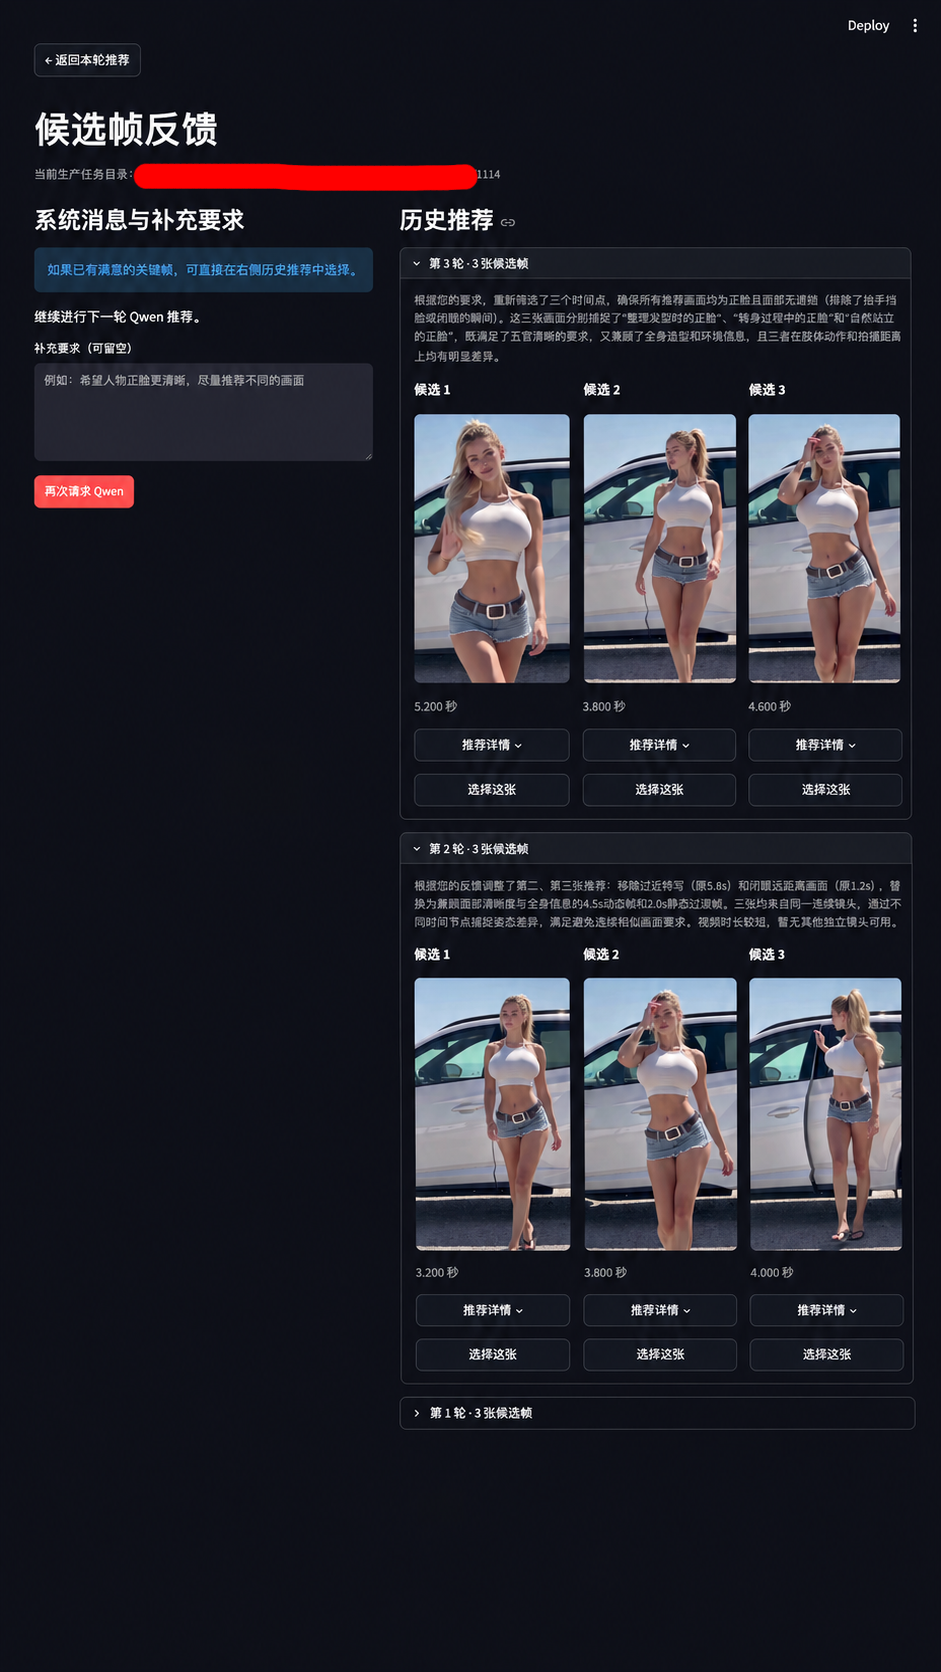 Deploy
← 返回本轮推荐
候选帧反馈
当前生产任务目录:
1114
系统消息与补充要求
如果已有满意的关键帧，可直接在右侧历史推荐中选择。
继续进行下一轮 Qwen 推荐。
补充要求（可留空）
例如：希望人物正脸更清晰，尽量推荐不同的画面
再次请求 Qwen
历史推荐
第 3 轮 · 3 张候选帧
根据您的要求，重新筛选了三个时间点，确保所有推荐画面均为正脸且面部无遮挡（排除了抬手挡
脸或闭眼的瞬间）。这三张画面分别捕捉了“整理发型时的正脸”、“转身过程中的正脸”和“自然站立
的正脸”，既满足了五官清晰的要求，又兼顾了全身造型和环境信息，且三者在肢体动作和拍摄距离
上均有明显差异。
候选 1
候选 2
候选 3
5.200 秒
3.800 秒
4.600 秒
推荐详情
推荐详情
推荐详情
选择这张
选择这张
选择这张
第 2 轮 · 3 张候选帧
根据您的反馈调整了第二、第三张推荐：移除过近特写（原5.8s）和闭眼远距离画面（原1.2s），替
换为兼顾面部清晰度与全身信息的4.5s动态帧和2.0s静态过渡帧。三张均来自同一连续镜头，通过不
同时间节点捕捉姿态差异，满足避免连续相似画面要求。视频时长较短，暂无其他独立镜头可用。
候选 1
候选 2
候选 3
3.200 秒
3.800 秒
4.000 秒
推荐详情
推荐详情
推荐详情
选择这张
选择这张
选择这张
第 1 轮 · 3 张候选帧